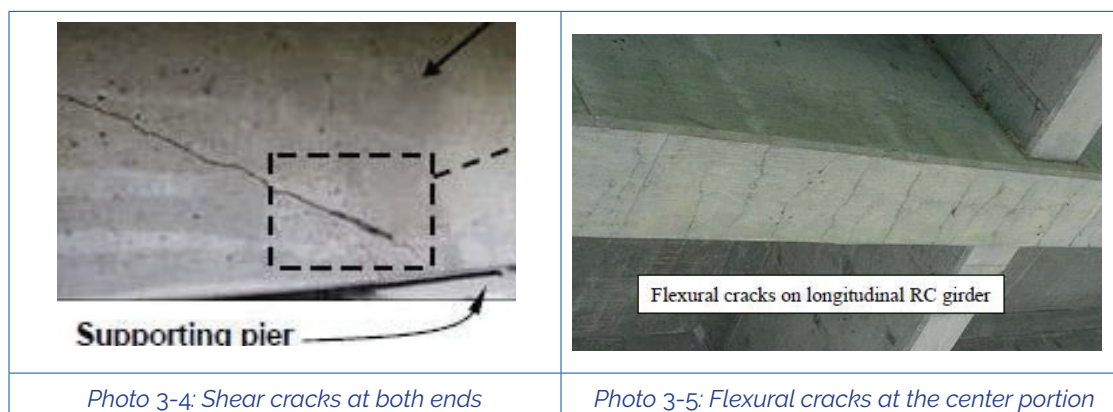 Supporting pier
Flexural cracks on longitudinal RC girder
Photo 3-4: Shear cracks at both ends
Photo 3-5: Flexural cracks at the center portion